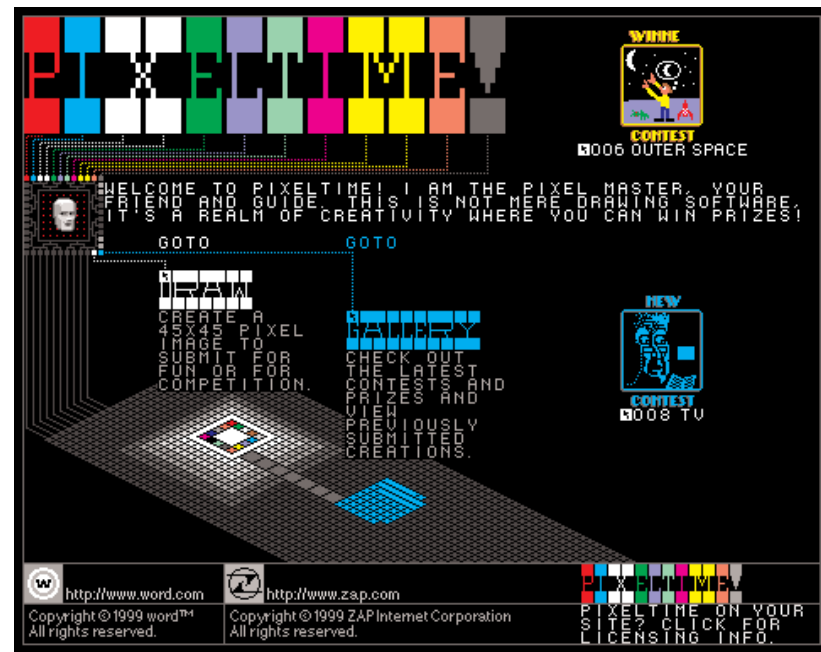 PIXELTIME!
WINNE
CONTEST
006 OUTER SPACE
WELCOME TO PIXELTIME! I AM THE PIXEL MASTER, YOUR
FRIEND AND GUIDE. THIS IS NOT MERE DRAWING SOFTWARE,
IT'S A REALM OF CREATIVITY WHERE YOU CAN WIN PRIZES!
GOTO
DRAW
CREATE A
45X45 PIXEL
IMAGE TO
SUBMIT FOR
FUN OR FOR
COMPETITION.
GOTO
GALLERY
CHECK OUT
THE LATEST
CONTESTS AND
PRIZES AND
VIEW
PREVIOUSLY
SUBMITTED
CREATIONS.
NEW
CONTEST
008 TV
w
http://www.word.com
Copyright © 1999 word™
All rights reserved.
Z
http://www.zap.com
Copyright © 1999 ZAP Internet Corporation
All rights reserved.
PIXELTIME!
PIXELTIME ON YOUR
SITE? CLICK FOR
LICENSING INFO.